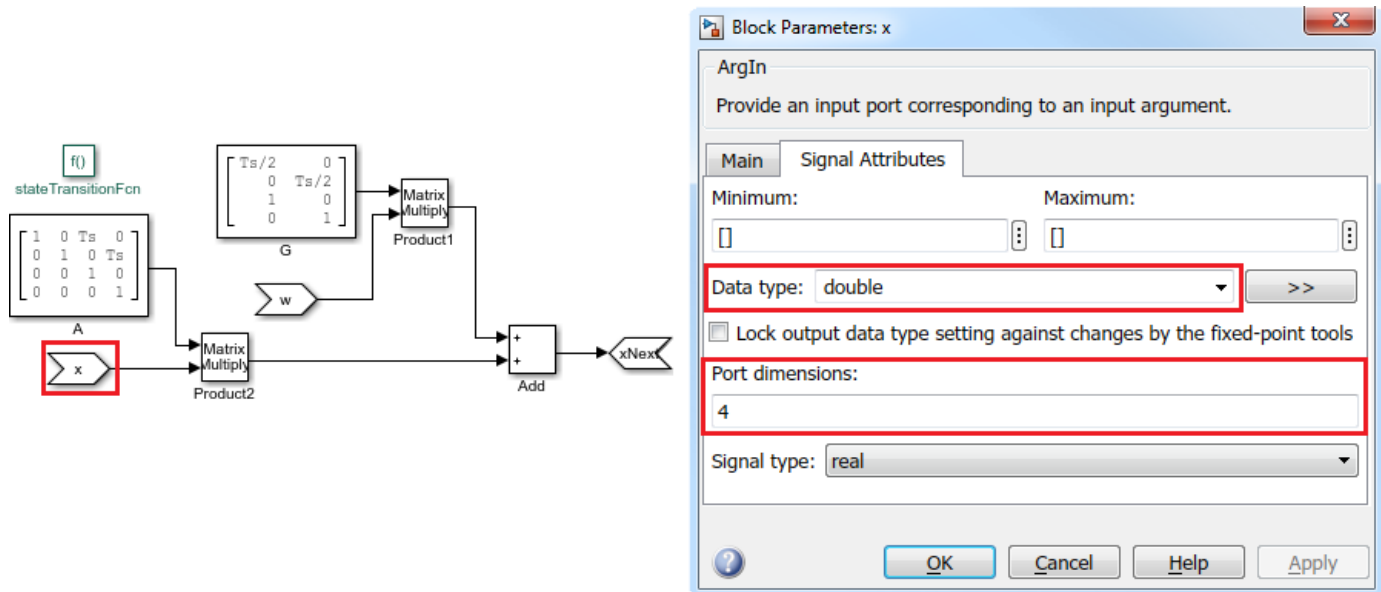 f()
stateTransitionFcn
Ts/2 0
0 Ts/2
1 0
0 1
G
Matrix
Multiply
Product1
1 0 Ts 0
0 1 0 Ts
0 0 1 0
0 0 0 1
A
w
x
Matrix
Multiply
Product2
+
+
Add
xNext
Block Parameters: x
ArgIn
Provide an input port corresponding to an input argument.
Main Signal Attributes
Minimum: Maximum:
[] []
Data type: double >>
Lock output data type setting against changes by the fixed-point tools
Port dimensions:
4
Signal type: real
OK Cancel Help Apply